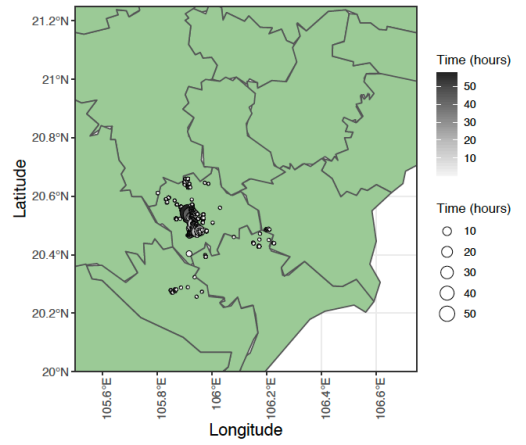 21.2°N
21°N
20.8°N
20.6°N
20.4°N
20.2°N
20°N
Latitude
105.6°E
105.8°E
106°E
106.2°E
106.4°E
106.6°E
Longitude
Time (hours)
50
40
30
20
10
Time (hours)
10
20
30
40
50